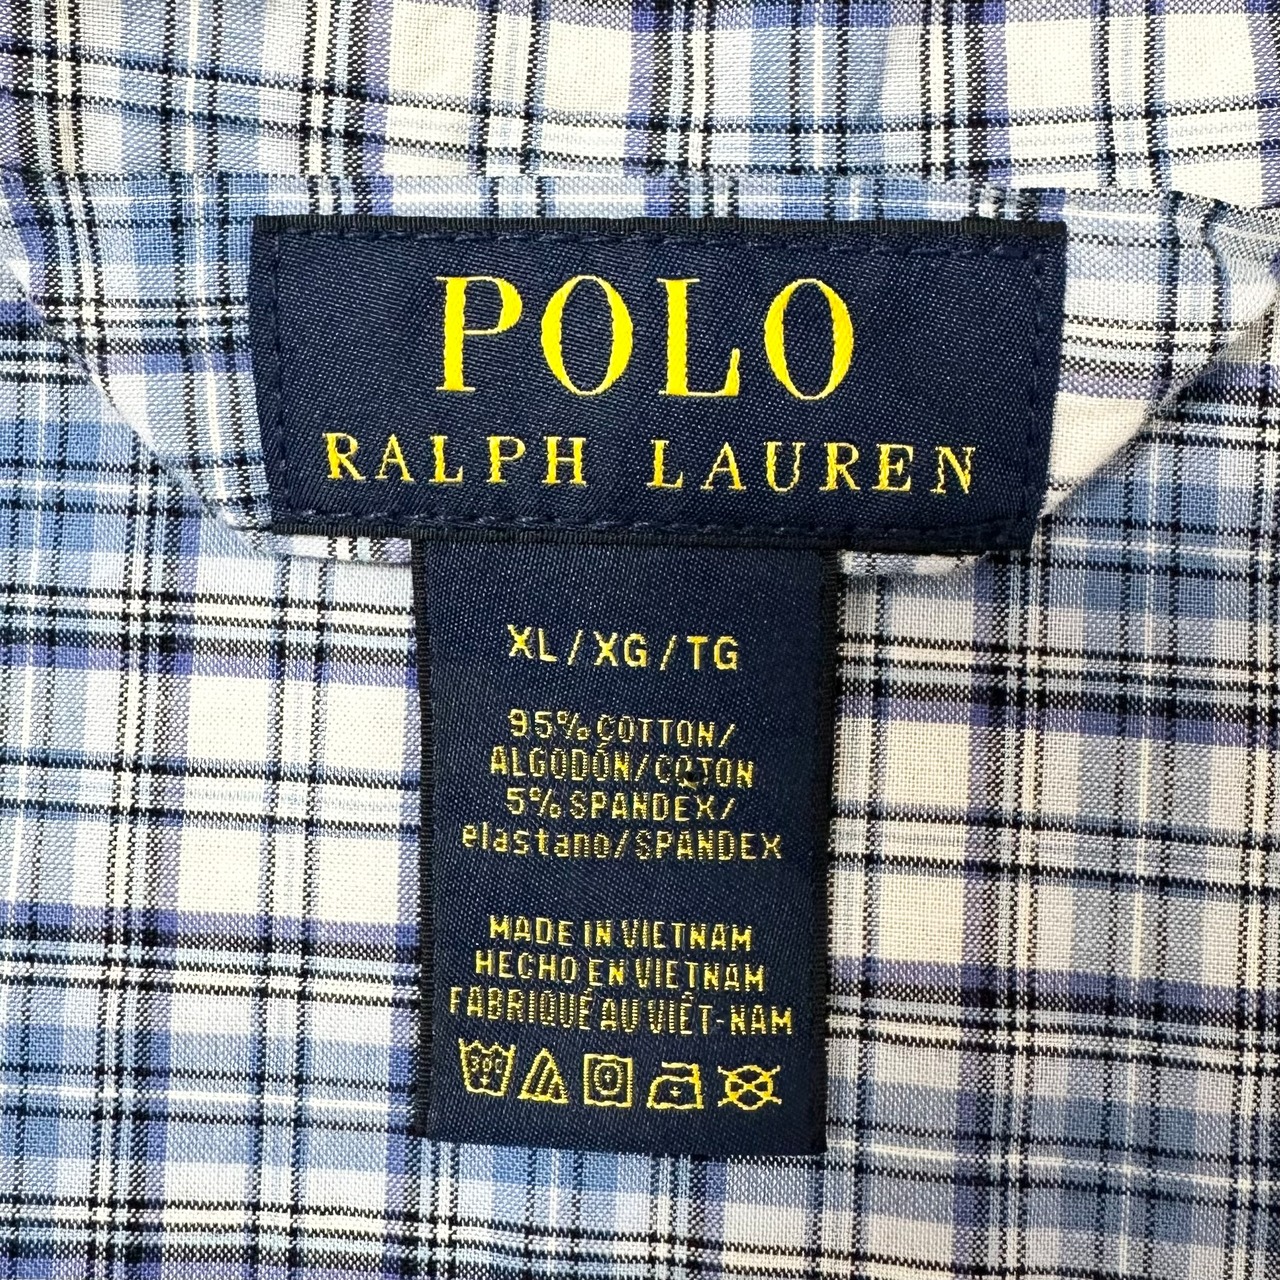 POLO
RALPH LAUREN
XL/XG/TG
95% COTTON/
ALGODÓN/COTON
5% SPANDEX/
elastano/SPANDEX
MADE IN VIETNAM
HECHO EN VIETNAM
FABRIQUÉ AU VIÊT-NAM